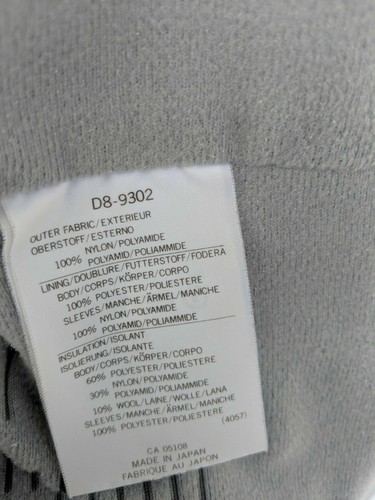 D8-9302
OUTER FABRIC/EXTERIEUR
OBERSTOFF/ESTERNO
NYLON/POLYAMIDE
100% POLYAMID/POLIAMMIDE
LINING/DOUBLURE/FUTTERSTOFF/FODERA
BODY/CORPS/KÖRPER/CORPO
100% POLYESTER/POLIESTERE
SLEEVES/MANCHE/ÄRMEL/MANICHE
NYLON/POLYAMIDE
100% POLYAMID/POLIAMMIDE
INSULATION/ISOLANT
ISOLIERUNG/ISOLANTE
BODY/CORPS/KÖRPER/CORPO
60% POLYESTER/POLIESTERE
NYLON/POLYAMIDE
30% POLYAMID/POLIAMMIDE
10% WOOL/LAINE/WOLLE/LANA
SLEEVES/MANCHE/ÄRMEL/MANICHE
100% POLYESTER/POLIESTERE (4057)
CA 05108
MADE IN JAPAN
FABRIQUE AU JAPON